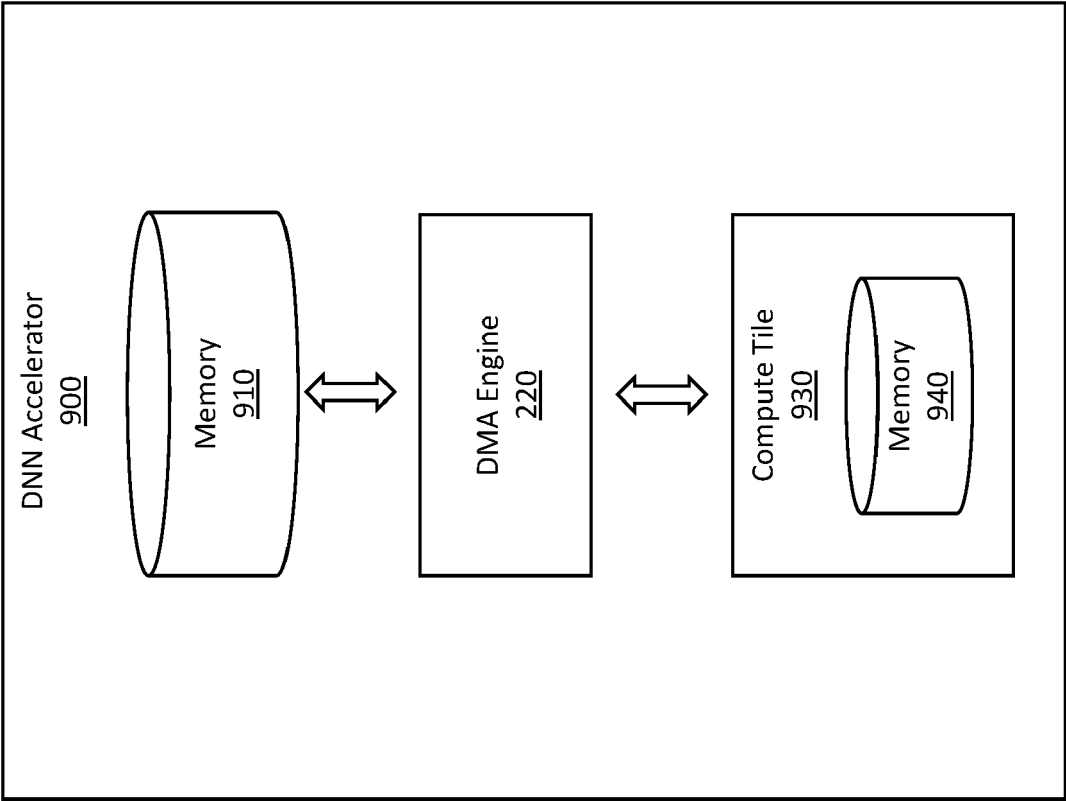 DNN Accelerator
900
Memory
910
DMA Engine
220
Compute Tile
930
Memory
940